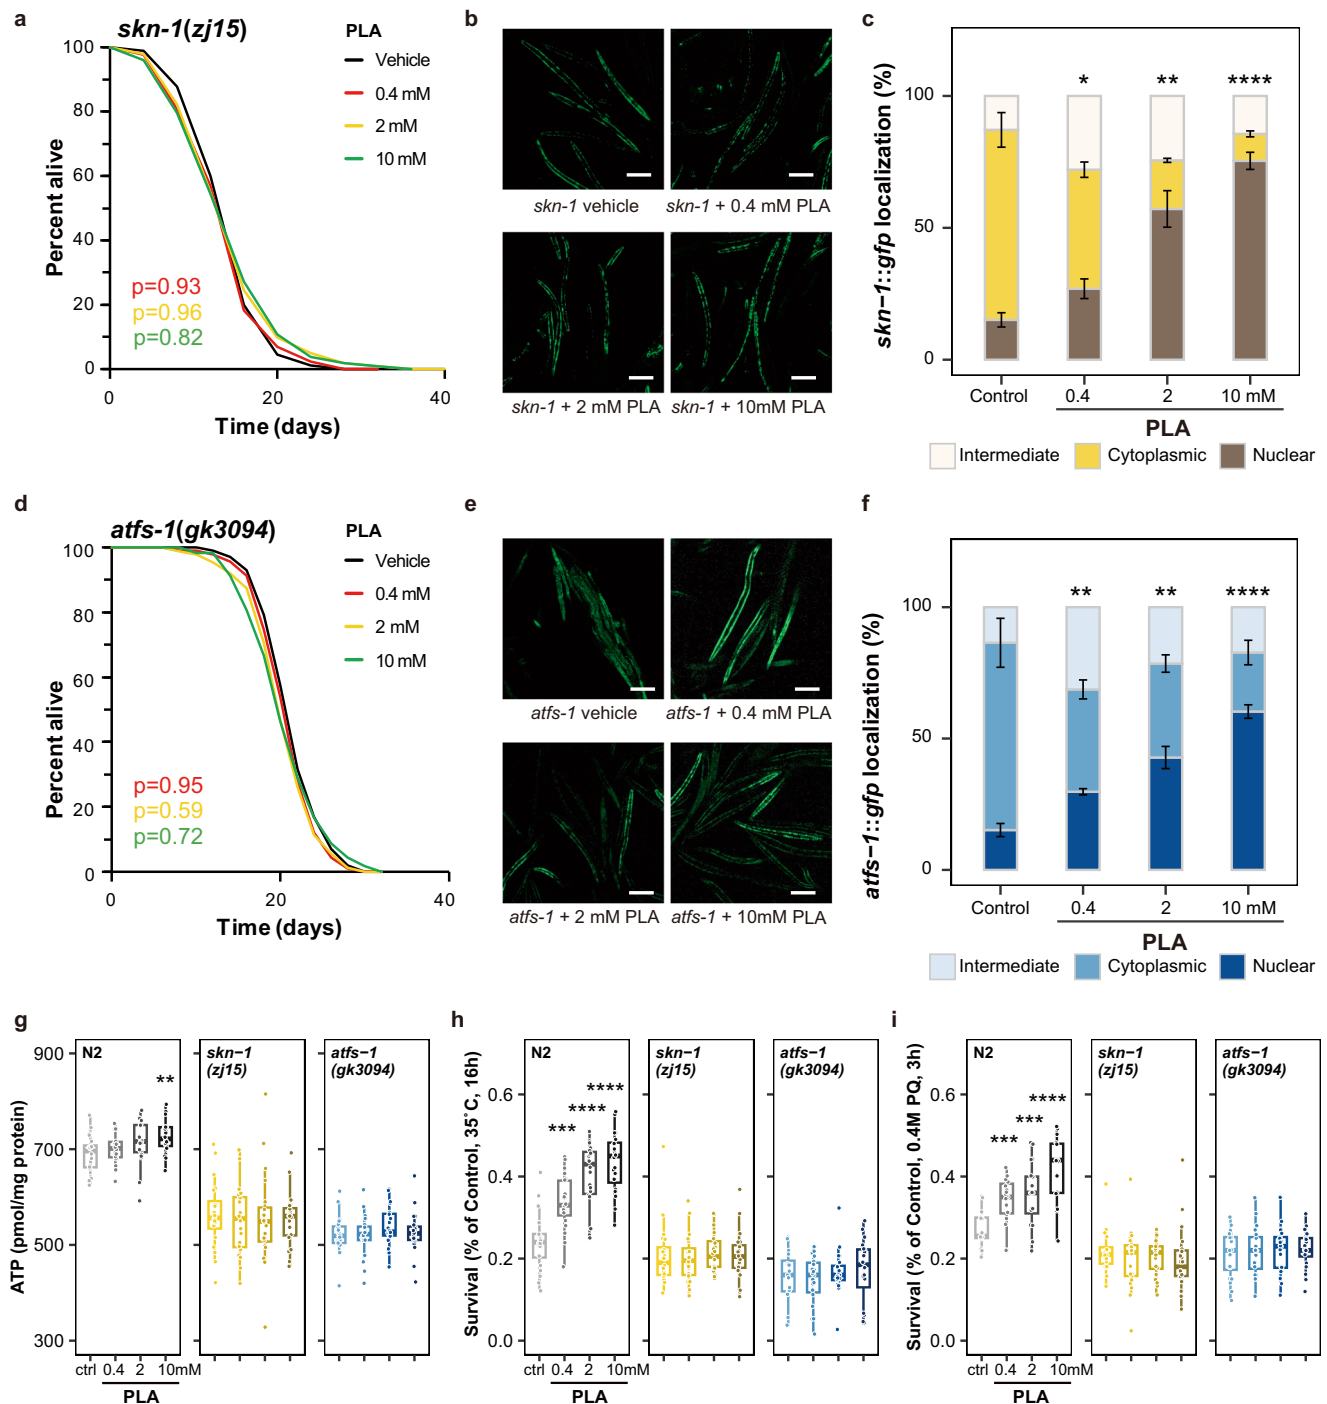 a
skn-1(zj15)
PLA
Vehicle
0.4 mM
2 mM
10 mM
Percent alive
100
80
60
40
20
0
p=0.93
p=0.96
p=0.82
0
20
40
Time (days)
b
skn-1 vehicle
skn-1 + 0.4 mM PLA
skn-1 + 2 mM PLA
skn-1 + 10mM PLA
c
skn−1::gfp localization (%)
100
50
0
*
**
****
Control
0.4
2
10 mM
PLA
Intermediate
Cytoplasmic
Nuclear
d
atfs-1(gk3094)
PLA
Vehicle
0.4 mM
2 mM
10 mM
Percent alive
100
80
60
40
20
0
p=0.95
p=0.59
p=0.72
0
20
40
Time (days)
e
atfs-1 vehicle
atfs-1 + 0.4 mM PLA
atfs-1 + 2 mM PLA
atfs-1 + 10mM PLA
f
atfs−1::gfp localization (%)
100
50
0
**
**
****
Control
0.4
2
10 mM
PLA
Intermediate
Cytoplasmic
Nuclear
g
ATP (pmol/mg protein)
900
700
500
300
N2
**
skn−1
(zj15)
atfs−1
(gk3094)
ctrl
0.4
2
10mM
PLA
h
Survival (% of Control, 35˚C, 16h)
0.6
0.4
0.2
0.0
N2
***
****
****
skn−1
(zj15)
atfs−1
(gk3094)
ctrl
0.4
2
10mM
PLA
i
Survival (% of Control, 0.4M PQ, 3h)
0.6
0.4
0.2
0.0
N2
***
***
****
skn−1
(zj15)
atfs−1
(gk3094)
ctrl
0.4
2
10mM
PLA